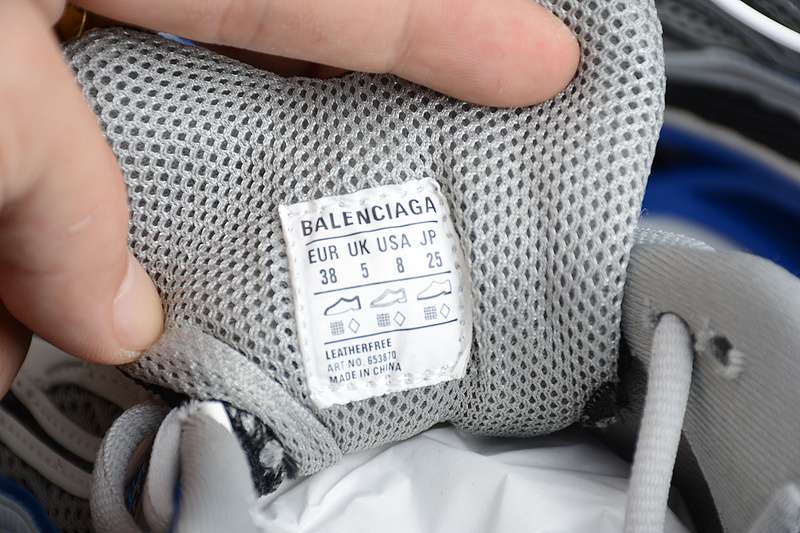 BALENCIAGA
EUR UK USA JP
38 5 8 25
LEATHERFREE
ART NO. 653870
MADE IN CHINA